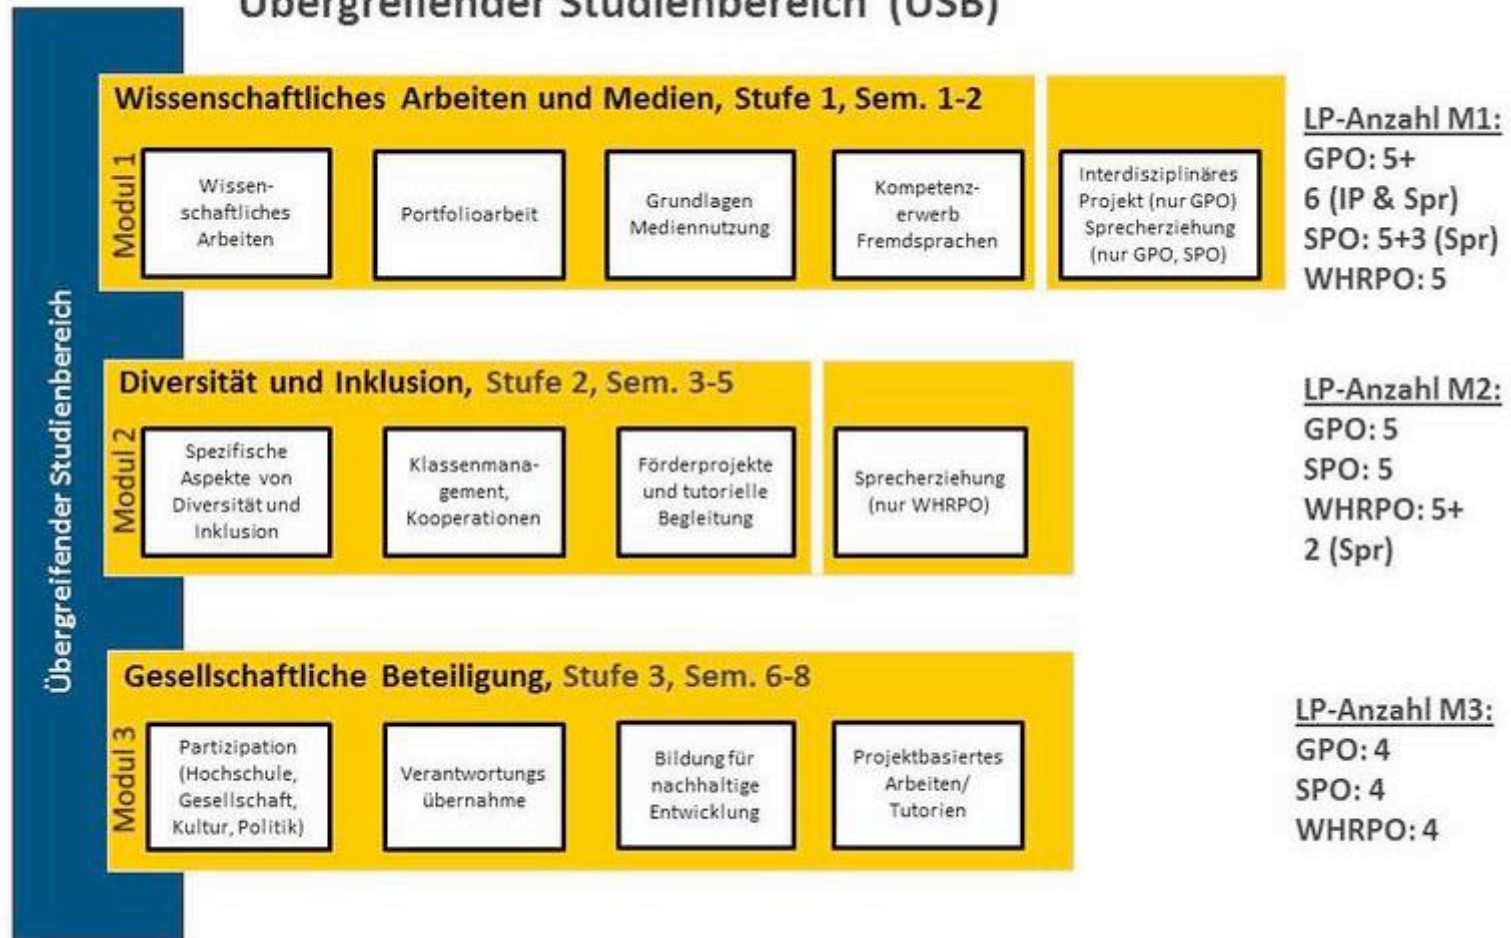 Übergreifender Studienbereich (ÜSB)
Übergreifender Studienbereich
Wissenschaftliches Arbeiten und Medien, Stufe 1, Sem. 1-2
Modul 1
Wissen-
schaftliches
Arbeiten
Portfolioarbeit
Grundlagen
Mediennutzung
Kompetenz-
erwerb
Fremdsprachen
Interdisziplinäres
Projekt (nur GPO)
Sprecherziehung
(nur GPO, SPO)
LP-Anzahl M1:
GPO: 5+
6 (IP & Spr)
SPO: 5+3 (Spr)
WHRPO: 5
Diversität und Inklusion, Stufe 2, Sem. 3-5
Modul 2
Spezifische
Aspekte von
Diversität und
Inklusion
Klassenmana-
gement,
Kooperationen
Förderprojekte
und tutorielle
Begleitung
Sprecherziehung
(nur WHRPO)
LP-Anzahl M2:
GPO: 5
SPO: 5
WHRPO: 5+
2 (Spr)
Gesellschaftliche Beteiligung, Stufe 3, Sem. 6-8
Modul 3
Partizipation
(Hochschule,
Gesellschaft,
Kultur, Politik)
Verantwortungs
übernahme
Bildung für
nachhaltige
Entwicklung
Projektbasiertes
Arbeiten/
Tutorien
LP-Anzahl M3:
GPO: 4
SPO: 4
WHRPO: 4